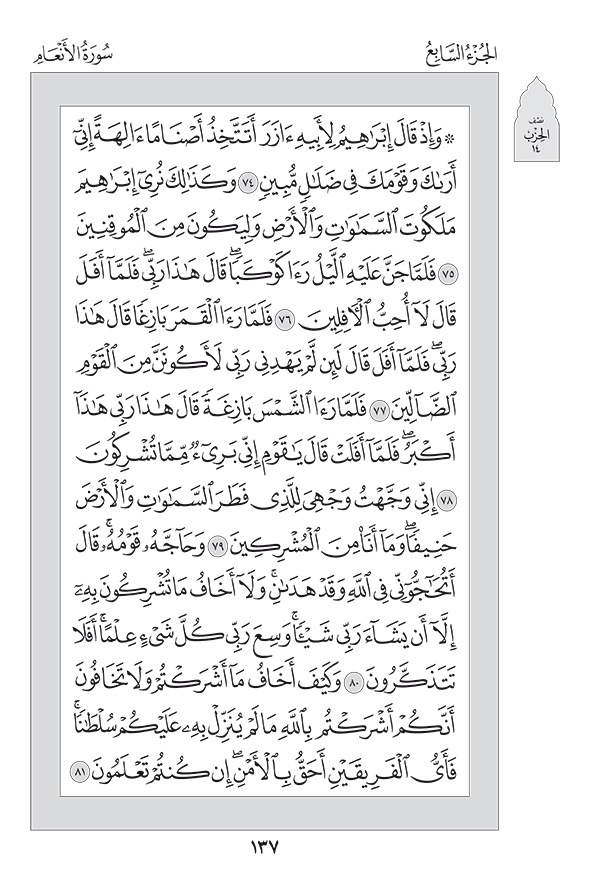 الجُزْءُ السَّابِعُ
سُورَةُ الأَنْعَامِ
نصف
الحزب
١٤
۞ وَإِذْ قَالَ إِبْرَٰهِيمُ لِأَبِيهِ ءَازَرَ أَتَتَّخِذُ أَصْنَامًا ءَالِهَةً إِنِّيٓ
أَرَىٰكَ وَقَوْمَكَ فِي ضَلَٰلٖ مُّبِينٖ ٧٤ وَكَذَٰلِكَ نُرِيٓ إِبْرَٰهِيمَ
مَلَكُوتَ ٱلسَّمَٰوَٰتِ وَٱلْأَرْضِ وَلِيَكُونَ مِنَ ٱلْمُوقِنِينَ
٧٥ فَلَمَّا جَنَّ عَلَيْهِ ٱلَّيْلُ رَءَا كَوْكَبٗاۖ قَالَ هَٰذَا رَبِّيۖ فَلَمَّآ أَفَلَ
قَالَ لَآ أُحِبُّ ٱلْأٓفِلِينَ ٧٦ فَلَمَّا رَءَا ٱلْقَمَرَ بَازِغٗا قَالَ هَٰذَا
رَبِّيۖ فَلَمَّآ أَفَلَ قَالَ لَئِن لَّمْ يَهْدِنِي رَبِّي لَأَكُونَنَّ مِنَ ٱلْقَوْمِ
ٱلضَّآلِّينَ ٧٧ فَلَمَّا رَءَا ٱلشَّمْسَ بَازِغَةٗ قَالَ هَٰذَا رَبِّي هَٰذَآ
أَكْبَرُۖ فَلَمَّآ أَفَلَتْ قَالَ يَٰقَوْمِ إِنِّي بَرِيٓءٞ مِّمَّا تُشْرِكُونَ
٧٨ إِنِّي وَجَّهْتُ وَجْهِيَ لِلَّذِي فَطَرَ ٱلسَّمَٰوَٰتِ وَٱلْأَرْضَ
حَنِيفٗاۖ وَمَآ أَنَا۠ مِنَ ٱلْمُشْرِكِينَ ٧٩ وَحَآجَّهُۥ قَوْمُهُۥۚ قَالَ
أَتُحَٰٓجُّوٓنِّي فِي ٱللَّهِ وَقَدْ هَدَىٰنِۚ وَلَآ أَخَافُ مَا تُشْرِكُونَ بِهِۦٓ
إِلَّآ أَن يَشَآءَ رَبِّي شَيْـٔٗاۚ وَسِعَ رَبِّي كُلَّ شَيْءٍ عِلْمًاۚ أَفَلَا
تَتَذَكَّرُونَ ٨٠ وَكَيْفَ أَخَافُ مَآ أَشْرَكْتُمْ وَلَا تَخَافُونَ
أَنَّكُمْ أَشْرَكْتُم بِٱللَّهِ مَا لَمْ يُنَزِّلْ بِهِۦ عَلَيْكُمْ سُلْطَٰنٗاۚ
فَأَيُّ ٱلْفَرِيقَيْنِ أَحَقُّ بِٱلْأَمْنِۖ إِن كُنتُمْ تَعْلَمُونَ ٨١
١٣٧